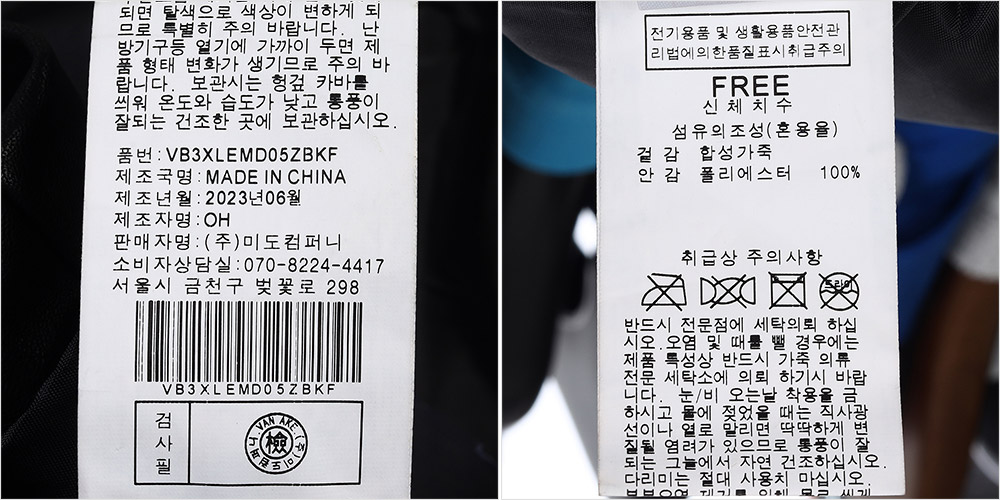 되면 탈색으로 색상이 변하게 되
므로 특별히 주의 바랍니다. 난
방기구등 열기에 가까이 두면 제
품 형태 변화가 생기므로 주의 바
랍니다. 보관시는 헝겊 카바를
씌워 온도와 습도가 낮고 통풍이
잘되는 건조한 곳에 보관하십시오.
품번:VB3XLEMD05ZBKF
제조국명:MADE IN CHINA
제조년월:2023년06월
제조자명:OH
판매자명:(주)미도컴퍼니
소비자상담실:070-8224-4417
서울시 금천구 벚꽃로 298
VB3XLEMD05ZBKF
검
사
필
VAN AKE
檢
(주)미도컴퍼니
전기용품 및 생활용품안전관
리법에의한품질표시취급주의
FREE
신체치수
섬유의조성(혼용율)
겉 감 합성가죽
안 감 폴리에스터 100%
취급상 주의사항
드라이
반드시 전문점에 세탁의뢰 하십
시오.오염 및 때를 뺄 경우에는
제품 특성상 반드시 가죽 의류
전문 세탁소에 의뢰 하기시 바랍
니다. 눈/비 오는날 착용을 금
하시고 물에 젖었을 때는 직사광
선이나 열로 말리면 딱딱하게 변
질될 염려가 있으므로 통풍이 잘
되는 그늘에서 자연 건조하십시오.
다리미는 절대 사용치 마십시오.